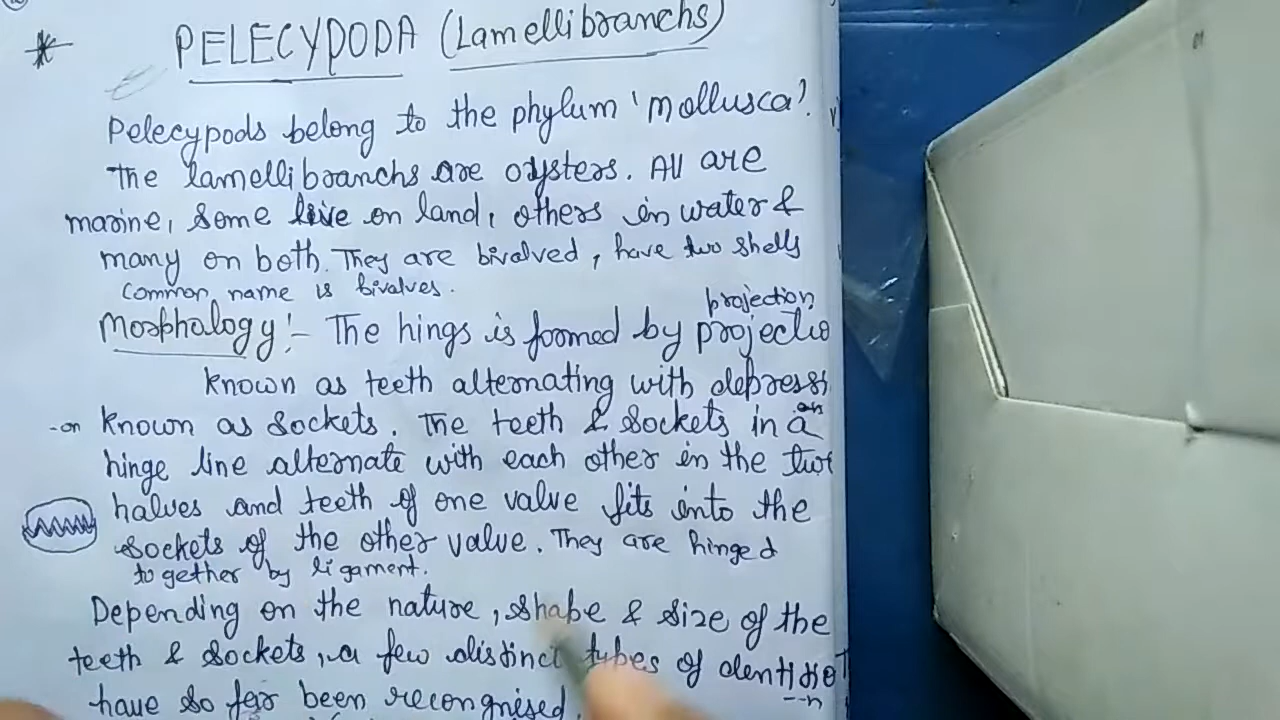 * PELECYPODA (Lamellibranchs)
Pelecypods belong to the phylum 'Mollusca'.
The lamellibranchs are oysters. All are
marine, some live on land, others in water &
many on both. They are bivalved, have two shells
common name is bivalves.
projection
Morphalogy:- The hings is formed by projectio
known as teeth alternating with depressi
-on known as sockets. The teeth & sockets in a an
hinge line alternate with each other in the two
halves and teeth of one valve fits into the
sockets of the other valve. They are hinged
together by ligament.
Depending on the nature, shape & size of the
teeth & sockets, a few distinct types of dentitio
--n
have so far been recongnised.